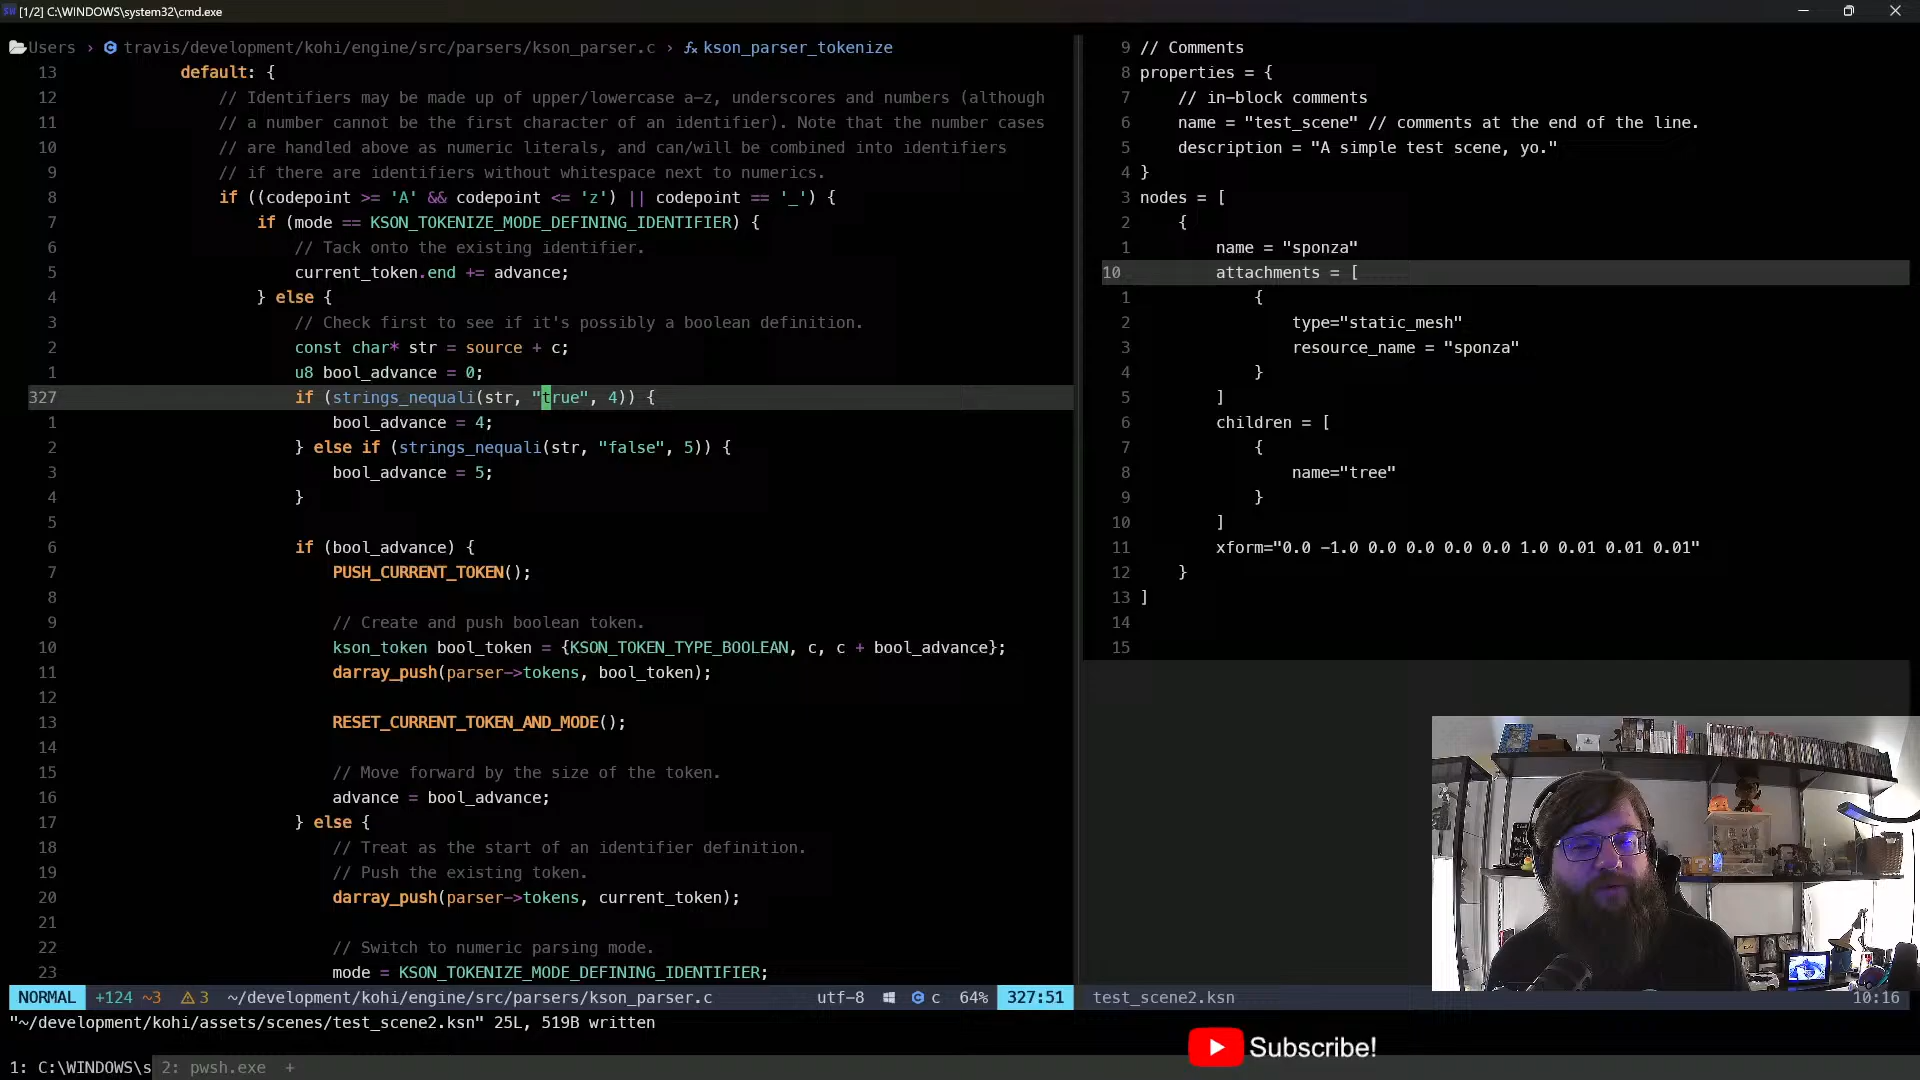 [1/2] C:\WINDOWS\system32\cmd.exe
Users › travis/development/kohi/engine/src/parsers/kson_parser.c › kson_parser_tokenize
13 default: {
12 // Identifiers may be made up of upper/lowercase a-z, underscores and numbers (although
11 // a number cannot be the first character of an identifier). Note that the number cases
10 // are handled above as numeric literals, and can/will be combined into identifiers
9 // if there are identifiers without whitespace next to numerics.
8 if ((codepoint >= 'A' && codepoint <= 'z') || codepoint == '_') {
7 if (mode == KSON_TOKENIZE_MODE_DEFINING_IDENTIFIER) {
6 // Tack onto the existing identifier.
5 current_token.end += advance;
4 } else {
3 // Check first to see if it's possibly a boolean definition.
2 const char* str = source + c;
1 u8 bool_advance = 0;
327 if (strings_nequali(str, "true", 4)) {
1 bool_advance = 4;
2 } else if (strings_nequali(str, "false", 5)) {
3 bool_advance = 5;
4 }
5
6 if (bool_advance) {
7 PUSH_CURRENT_TOKEN();
8
9 // Create and push boolean token.
10 kson_token bool_token = {KSON_TOKEN_TYPE_BOOLEAN, c, c + bool_advance};
11 darray_push(parser->tokens, bool_token);
12
13 RESET_CURRENT_TOKEN_AND_MODE();
14
15 // Move forward by the size of the token.
16 advance = bool_advance;
17 } else {
18 // Treat as the start of an identifier definition.
19 // Push the existing token.
20 darray_push(parser->tokens, current_token);
21
22 // Switch to numeric parsing mode.
23 mode = KSON_TOKENIZE_MODE_DEFINING_IDENTIFIER;
NORMAL +124 ~3 3 ~/development/kohi/engine/src/parsers/kson_parser.c utf-8 c 64% 327:51
9 // Comments
8 properties = {
7 // in-block comments
6 name = "test_scene" // comments at the end of the line.
5 description = "A simple test scene, yo."
4 }
3 nodes = [
2 {
1 name = "sponza"
10 attachments = [
1 {
2 type="static_mesh"
3 resource_name = "sponza"
4 }
5 ]
6 children = [
7 {
8 name="tree"
9 }
10 ]
11 xform="0.0 -1.0 0.0 0.0 0.0 0.0 1.0 0.01 0.01 0.01"
12 }
13 ]
14
15
test_scene2.ksn 10:16
"~/development/kohi/assets/scenes/test_scene2.ksn" 25L, 519B written
Subscribe!
1: C:\WINDOWS\s 2: pwsh.exe +